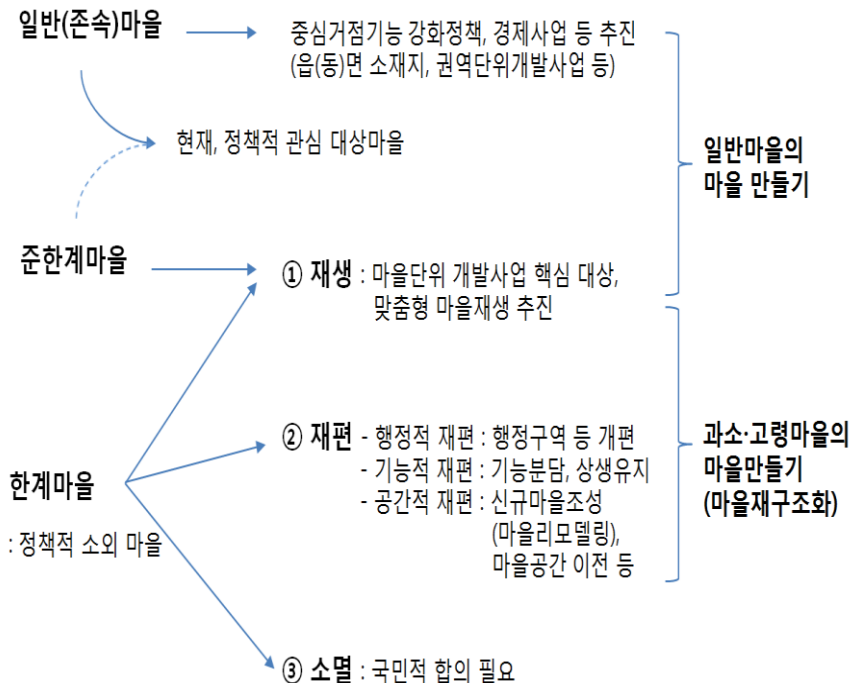 일반(존속)마을
중심거점기능 강화정책, 경제사업 등 추진
(읍(동)면 소재지, 권역단위개발사업 등)
현재, 정책적 관심 대상마을
일반마을의
마을 만들기
준한계마을
① 재생 : 마을단위 개발사업 핵심 대상,
맞춤형 마을재생 추진
② 재편 - 행정적 재편 : 행정구역 등 개편
- 기능적 재편 : 기능분담, 상생유지
- 공간적 재편 : 신규마을조성
(마을리모델링),
마을공간 이전 등
과소·고령마을의
마을만들기
(마을재구조화)
한계마을
: 정책적 소외 마을
③ 소멸 : 국민적 합의 필요